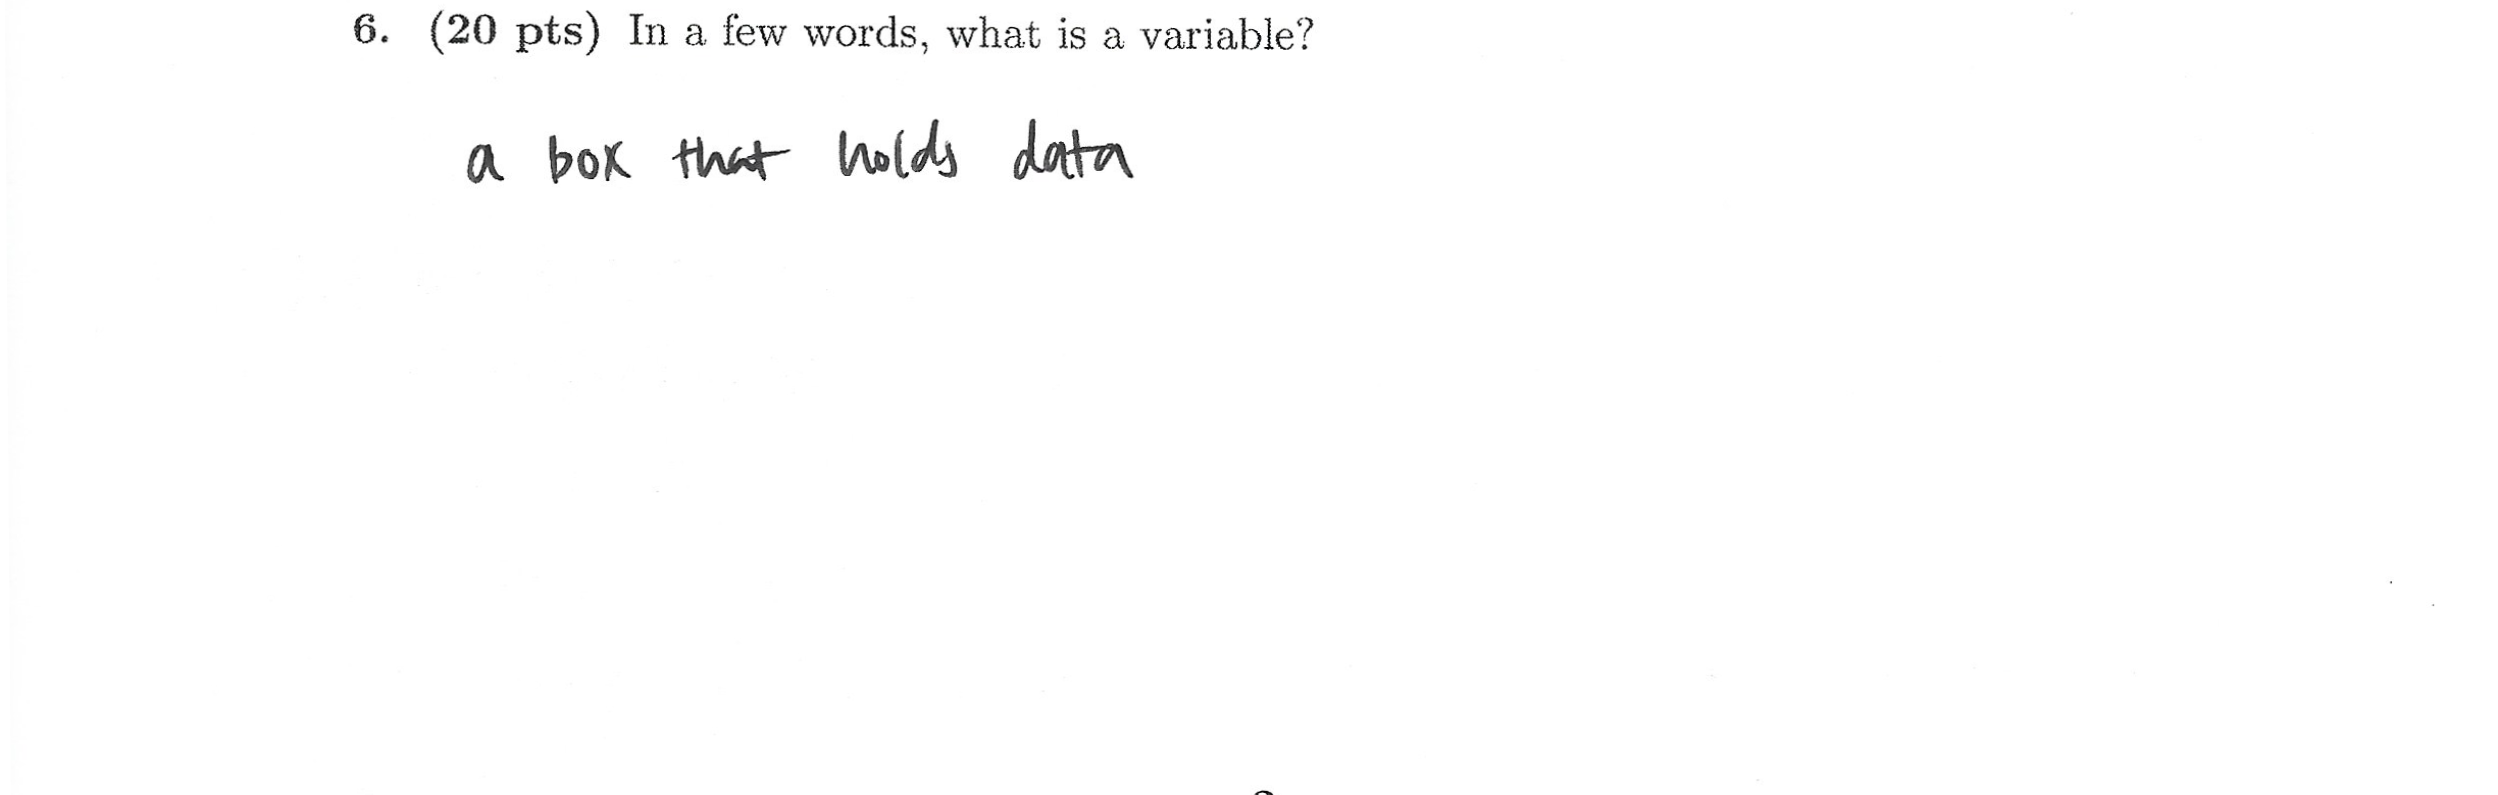 6. (20 pts) In a few words, what is a variable?
a box that holds data